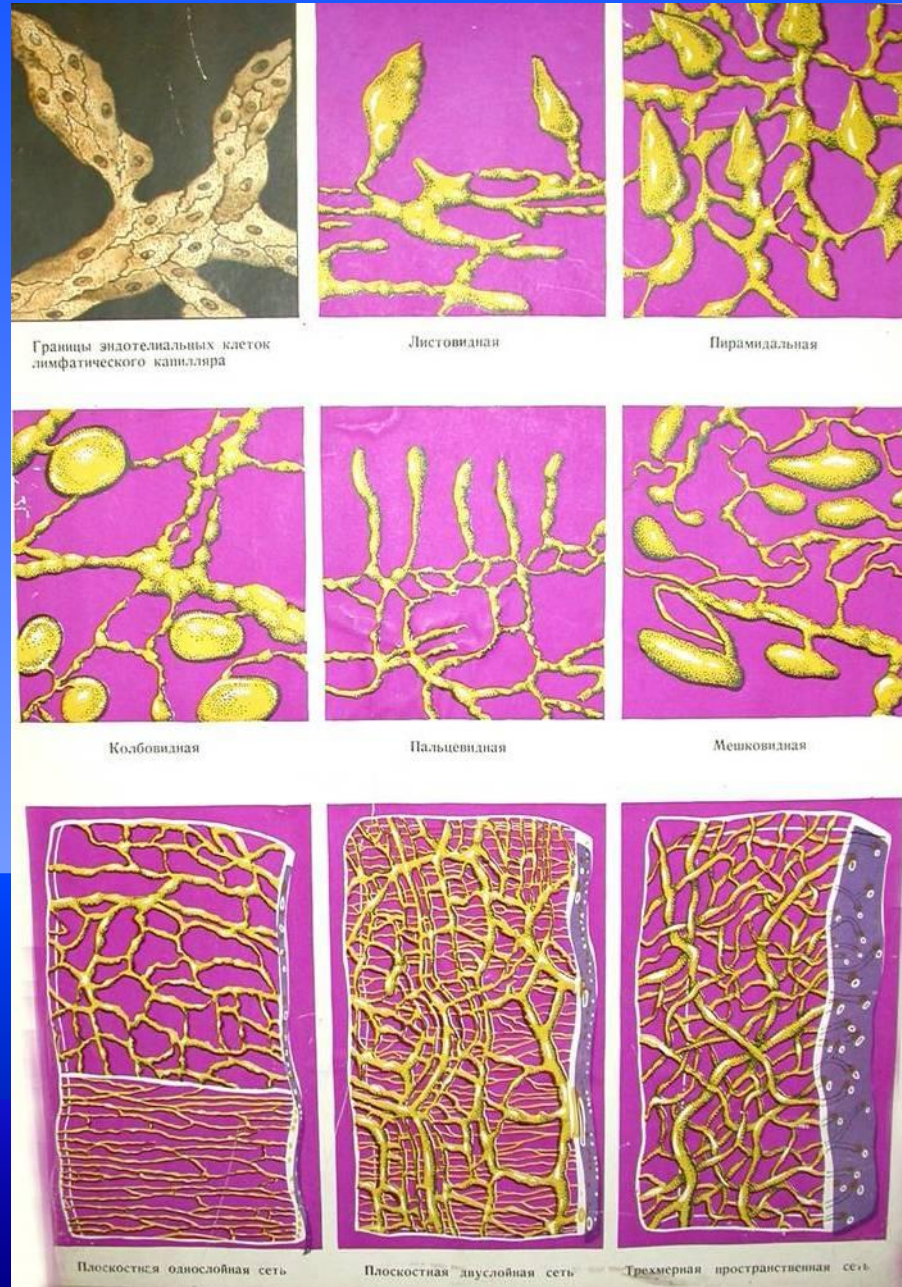 Границы эндотелиальных клеток
лимфатического капилляра
Листовидная
Пирамидальная
Колбовидная
Пальцевидная
Мешковидная
Плоскостная однослойная сеть
Плоскостная двуслойная сеть
Трехмерная пространственная сеть